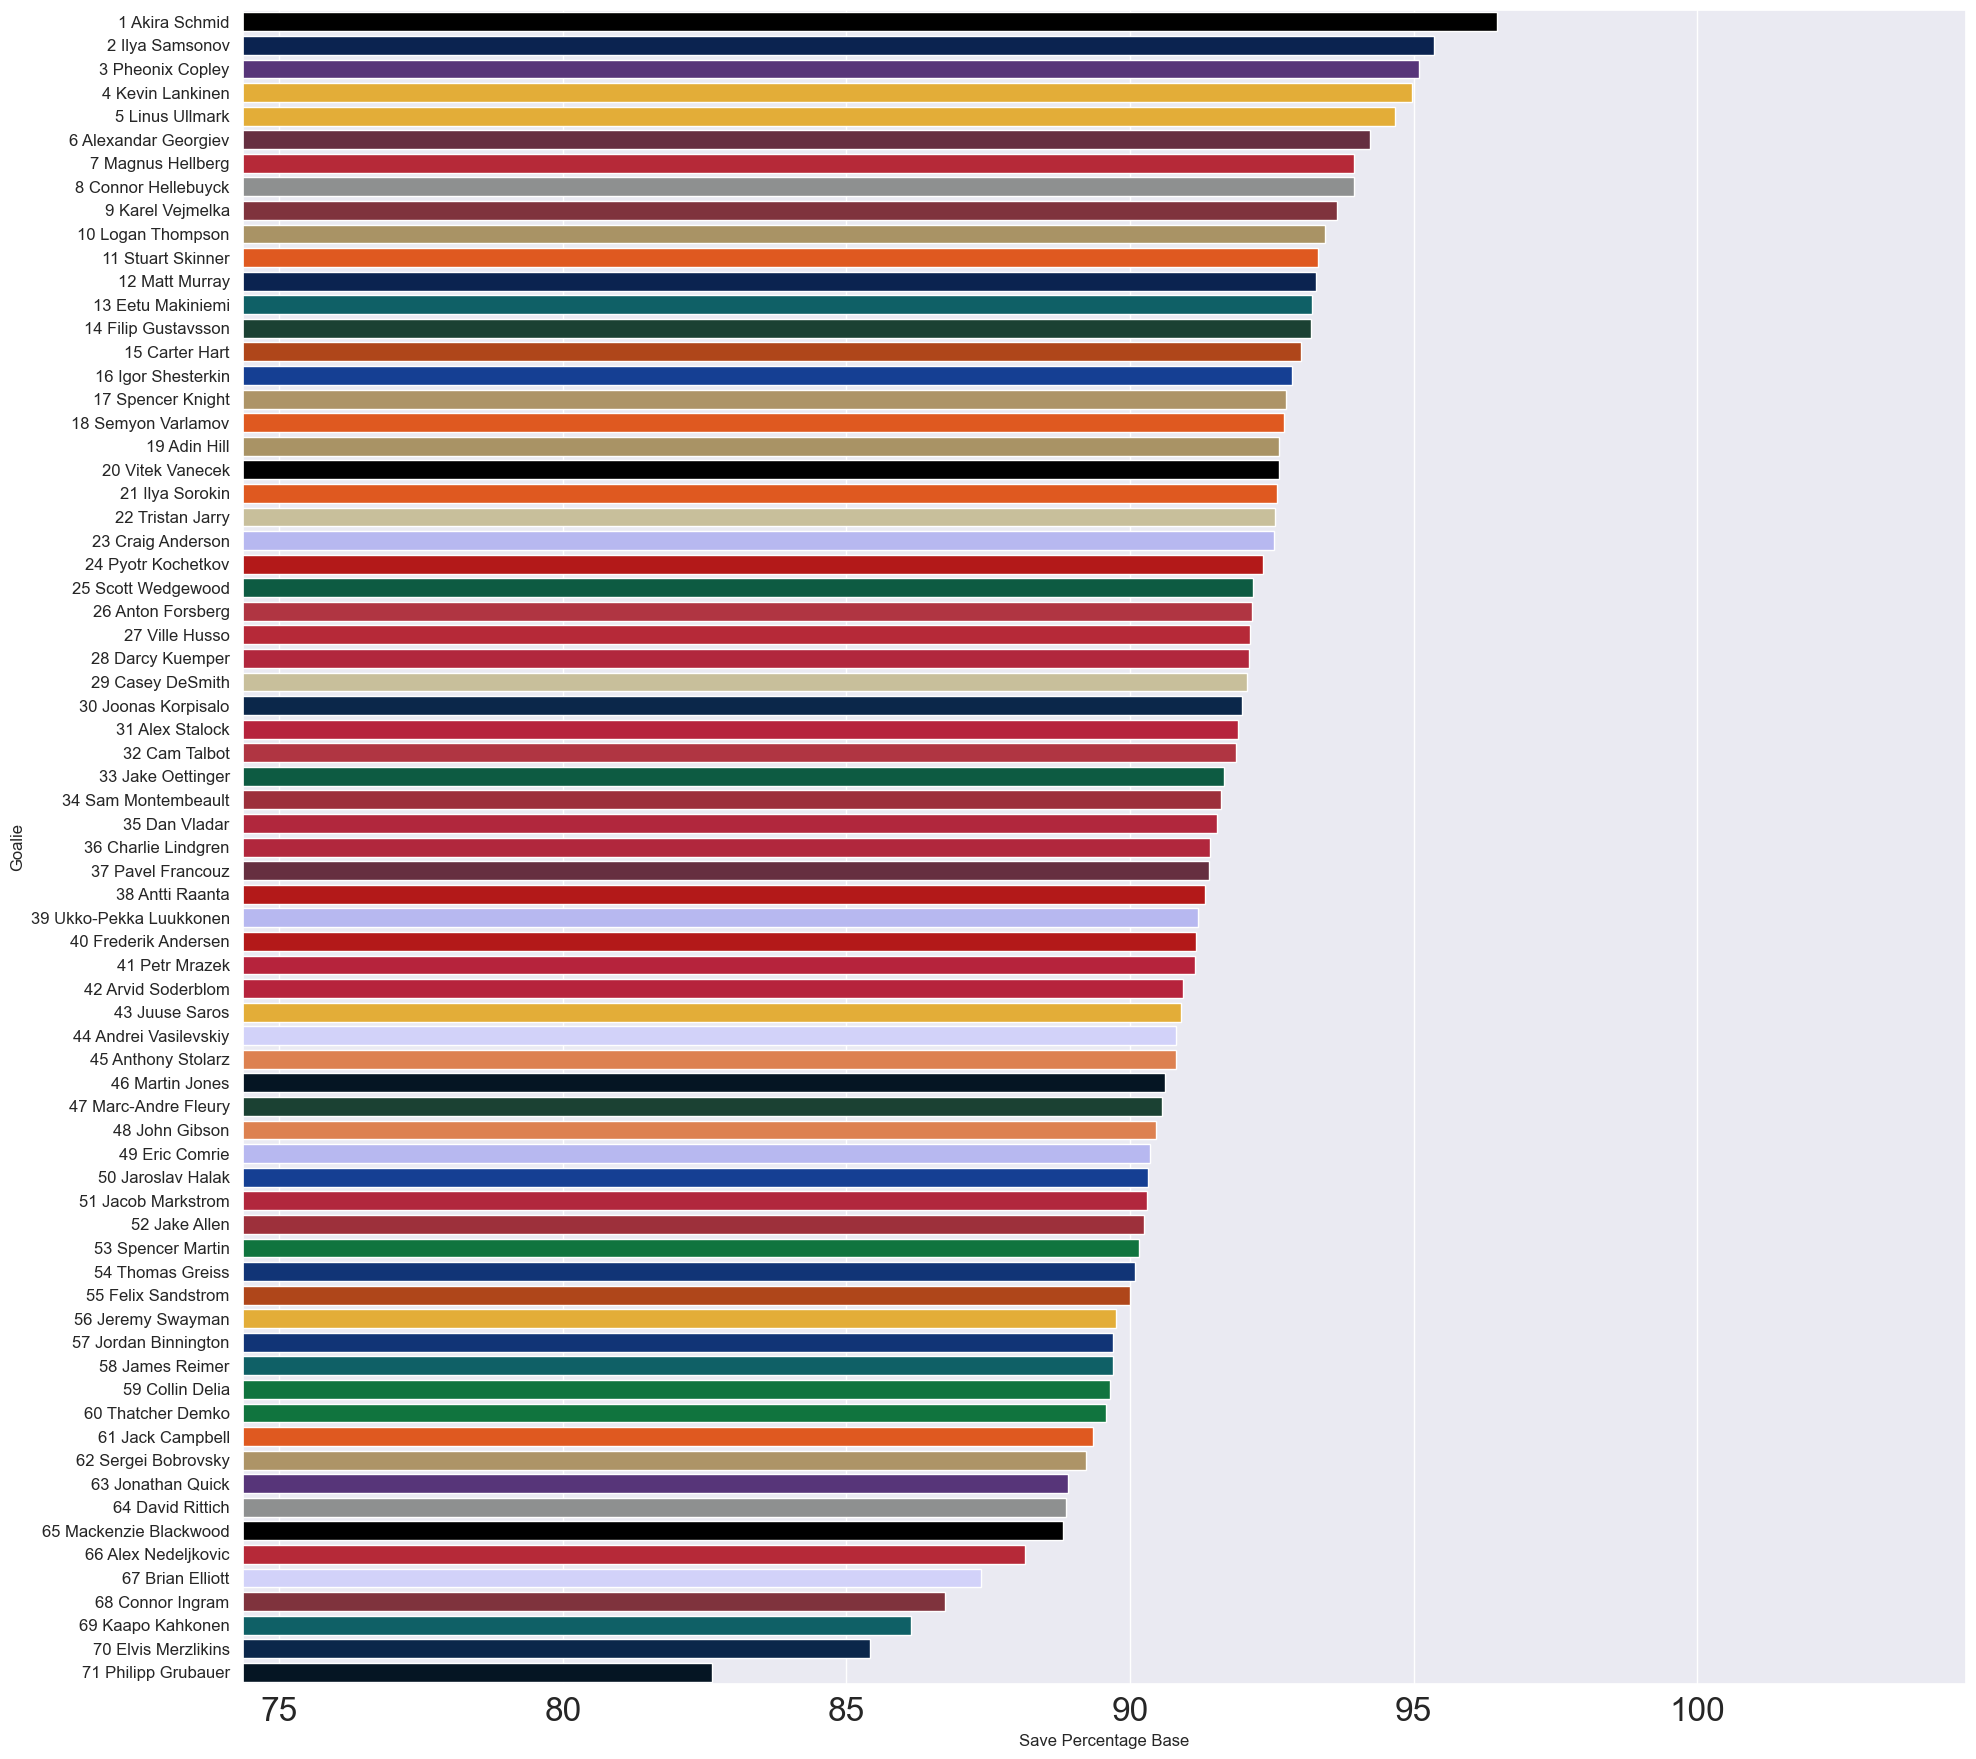 1 Akira Schmid
2 Ilya Samsonov
3 Pheonix Copley
4 Kevin Lankinen
5 Linus Ullmark
6 Alexandar Georgiev
7 Magnus Hellberg
8 Connor Hellebuyck
9 Karel Vejmelka
10 Logan Thompson
11 Stuart Skinner
12 Matt Murray
13 Eetu Makiniemi
14 Filip Gustavsson
15 Carter Hart
16 Igor Shesterkin
17 Spencer Knight
18 Semyon Varlamov
19 Adin Hill
20 Vitek Vanecek
21 Ilya Sorokin
22 Tristan Jarry
23 Craig Anderson
24 Pyotr Kochetkov
25 Scott Wedgewood
26 Anton Forsberg
27 Ville Husso
28 Darcy Kuemper
29 Casey DeSmith
30 Joonas Korpisalo
31 Alex Stalock
32 Cam Talbot
33 Jake Oettinger
34 Sam Montembeault
35 Dan Vladar
36 Charlie Lindgren
37 Pavel Francouz
38 Antti Raanta
39 Ukko-Pekka Luukkonen
40 Frederik Andersen
41 Petr Mrazek
42 Arvid Soderblom
43 Juuse Saros
44 Andrei Vasilevskiy
45 Anthony Stolarz
46 Martin Jones
47 Marc-Andre Fleury
48 John Gibson
49 Eric Comrie
50 Jaroslav Halak
51 Jacob Markstrom
52 Jake Allen
53 Spencer Martin
54 Thomas Greiss
55 Felix Sandstrom
56 Jeremy Swayman
57 Jordan Binnington
58 James Reimer
59 Collin Delia
60 Thatcher Demko
61 Jack Campbell
62 Sergei Bobrovsky
63 Jonathan Quick
64 David Rittich
65 Mackenzie Blackwood
66 Alex Nedeljkovic
67 Brian Elliott
68 Connor Ingram
69 Kaapo Kahkonen
70 Elvis Merzlikins
71 Philipp Grubauer
Goalie
75 80 85 90 95 100
Save Percentage Base